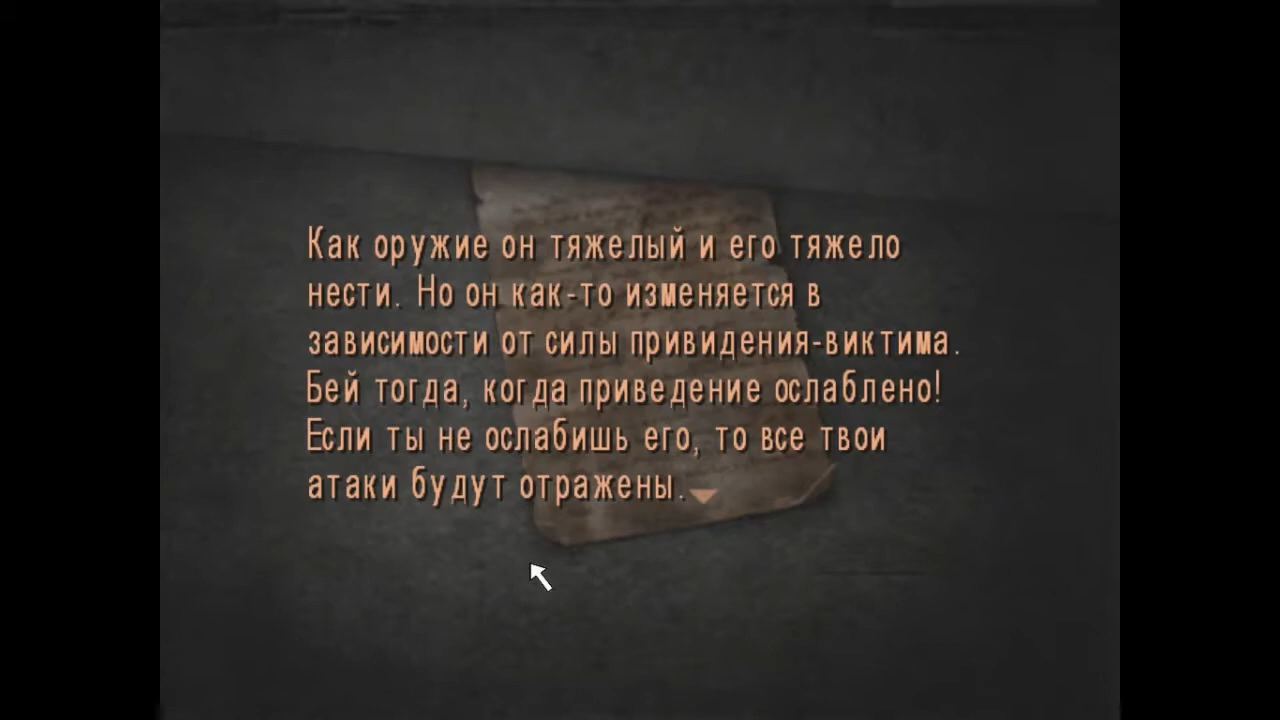 Как оружие он тяжелый и его тяжело
нести. Но он как-то изменяется в
зависимости от силы привидения-виктима.
Бей тогда, когда приведение ослаблено!
Если ты не ослабишь его, то все твои
атаки будут отражены.